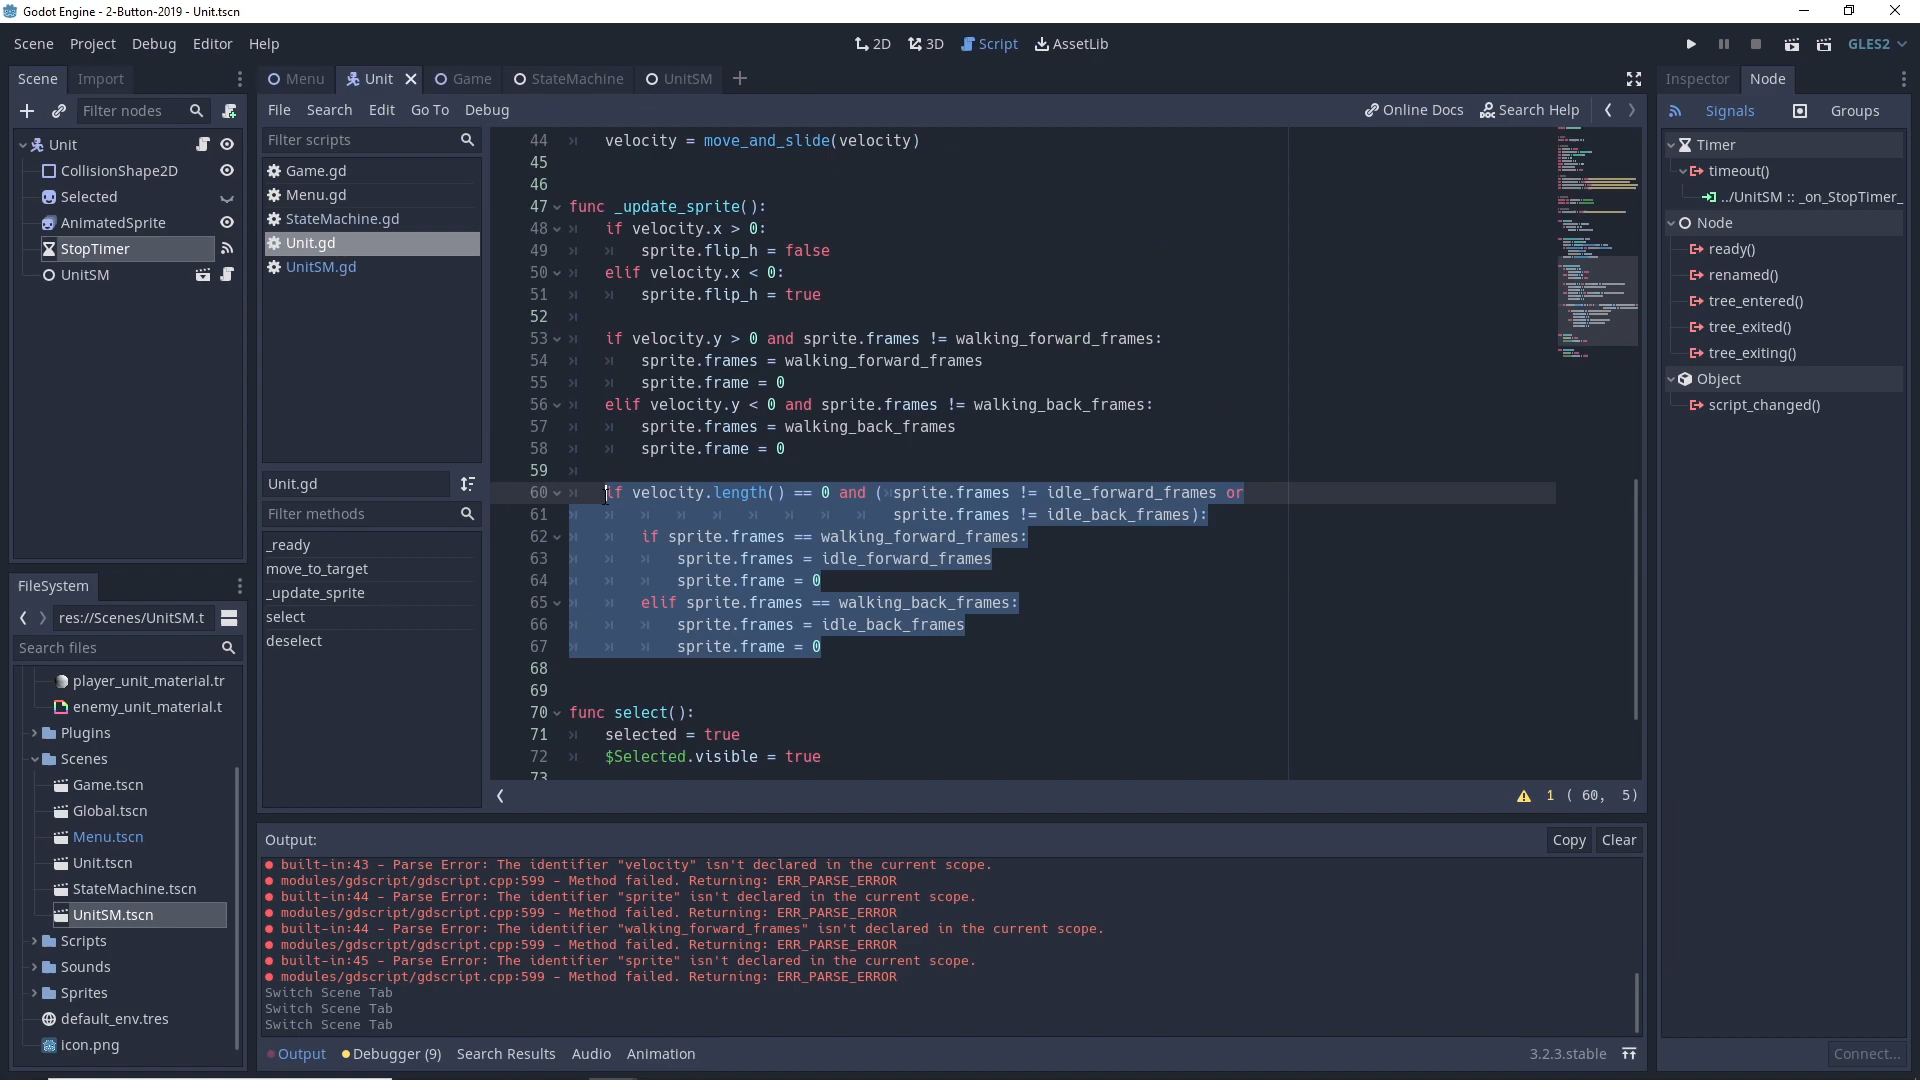 Godot Engine - 2-Button-2019 - Unit.tscn
Scene Project Debug Editor Help
2D 3D Script AssetLib
GLES2
Scene Import
Filter nodes
Unit
CollisionShape2D
Selected
AnimatedSprite
StopTimer
UnitSM
FileSystem
res://Scenes/UnitSM.t
Search files
player_unit_material.tr
enemy_unit_material.t
Plugins
Scenes
Game.tscn
Global.tscn
Menu.tscn
Unit.tscn
StateMachine.tscn
UnitSM.tscn
Scripts
Sounds
Sprites
default_env.tres
icon.png
Menu Unit Game StateMachine UnitSM
File Search Edit Go To Debug
Online Docs Search Help
Filter scripts
Game.gd
Menu.gd
StateMachine.gd
Unit.gd
UnitSM.gd
Unit.gd
Filter methods
_ready
move_to_target
_update_sprite
select
deselect
44 velocity = move_and_slide(velocity)
45
46
47 func _update_sprite():
48 if velocity.x > 0:
49 sprite.flip_h = false
50 elif velocity.x < 0:
51 sprite.flip_h = true
52
53 if velocity.y > 0 and sprite.frames != walking_forward_frames:
54 sprite.frames = walking_forward_frames
55 sprite.frame = 0
56 elif velocity.y < 0 and sprite.frames != walking_back_frames:
57 sprite.frames = walking_back_frames
58 sprite.frame = 0
59
60 if velocity.length() == 0 and ( sprite.frames != idle_forward_frames or
61 sprite.frames != idle_back_frames):
62 if sprite.frames == walking_forward_frames:
63 sprite.frames = idle_forward_frames
64 sprite.frame = 0
65 elif sprite.frames == walking_back_frames:
66 sprite.frames = idle_back_frames
67 sprite.frame = 0
68
69
70 func select():
71 selected = true
72 $Selected.visible = true
73
1 ( 60, 5)
Output:
Copy Clear
built-in:43 - Parse Error: The identifier "velocity" isn't declared in the current scope.
modules/gdscript/gdscript.cpp:599 - Method failed. Returning: ERR_PARSE_ERROR
built-in:44 - Parse Error: The identifier "sprite" isn't declared in the current scope.
modules/gdscript/gdscript.cpp:599 - Method failed. Returning: ERR_PARSE_ERROR
built-in:44 - Parse Error: The identifier "walking_forward_frames" isn't declared in the current scope.
modules/gdscript/gdscript.cpp:599 - Method failed. Returning: ERR_PARSE_ERROR
built-in:45 - Parse Error: The identifier "sprite" isn't declared in the current scope.
modules/gdscript/gdscript.cpp:599 - Method failed. Returning: ERR_PARSE_ERROR
Switch Scene Tab
Switch Scene Tab
Switch Scene Tab
Output Debugger (9) Search Results Audio Animation
3.2.3.stable
Inspector Node
Signals Groups
Timer
timeout()
../UnitSM :: _on_StopTimer_
Node
ready()
renamed()
tree_entered()
tree_exited()
tree_exiting()
Object
script_changed()
Connect...